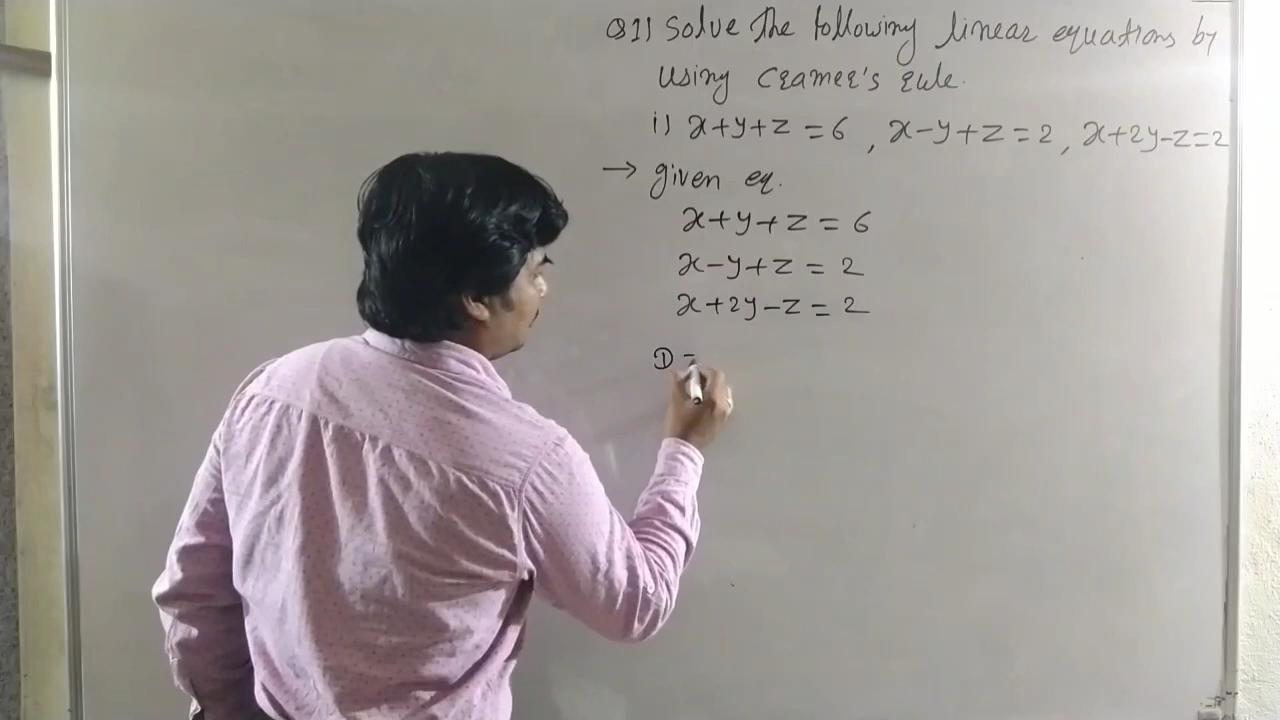 Q1) Solve the following linear equations by
using Cramer's rule.
i) x+y+z = 6 , x-y+z = 2 , x+2y-z=2
→ given eq.
x+y+z = 6
x-y+z = 2
x+2y-z = 2
D =